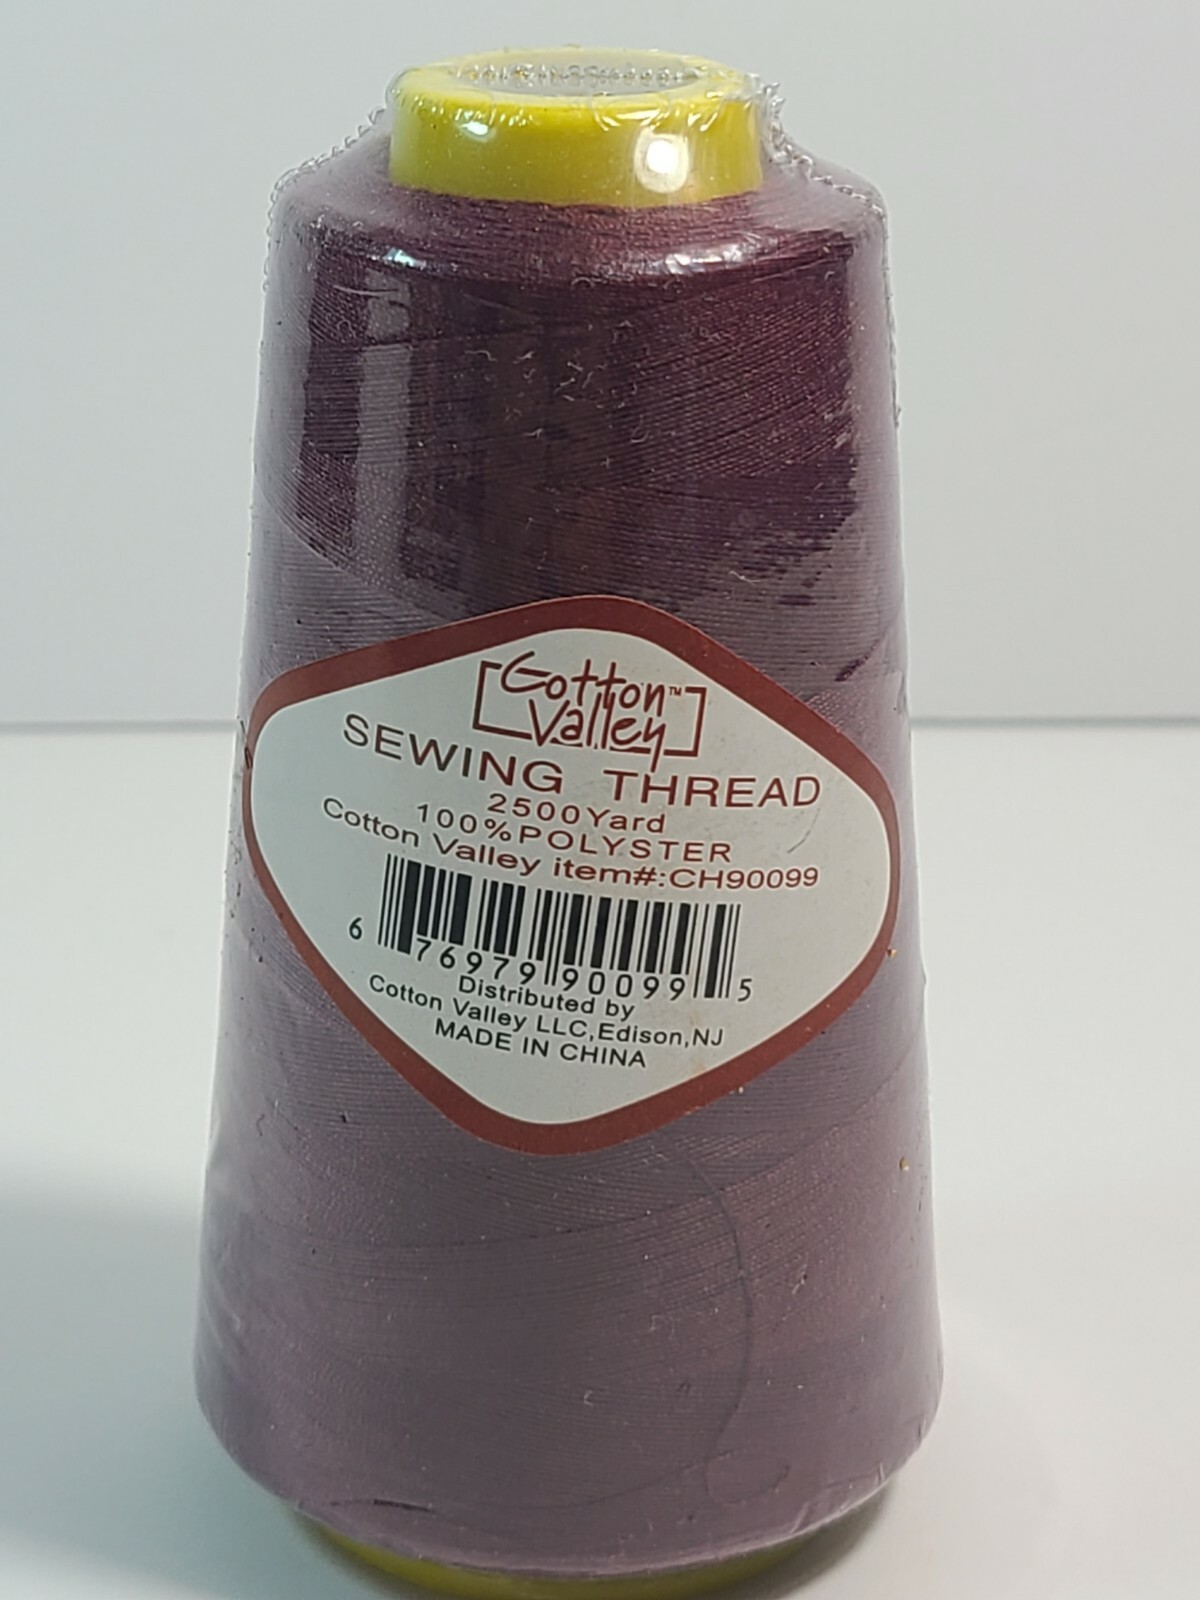 Cotton™
Valley
SEWING THREAD
2500Yard
100%POLYSTER
Cotton Valley item#:CH90099
6 76979 90099 5
Distributed by
Cotton Valley LLC,Edison,NJ
MADE IN CHINA